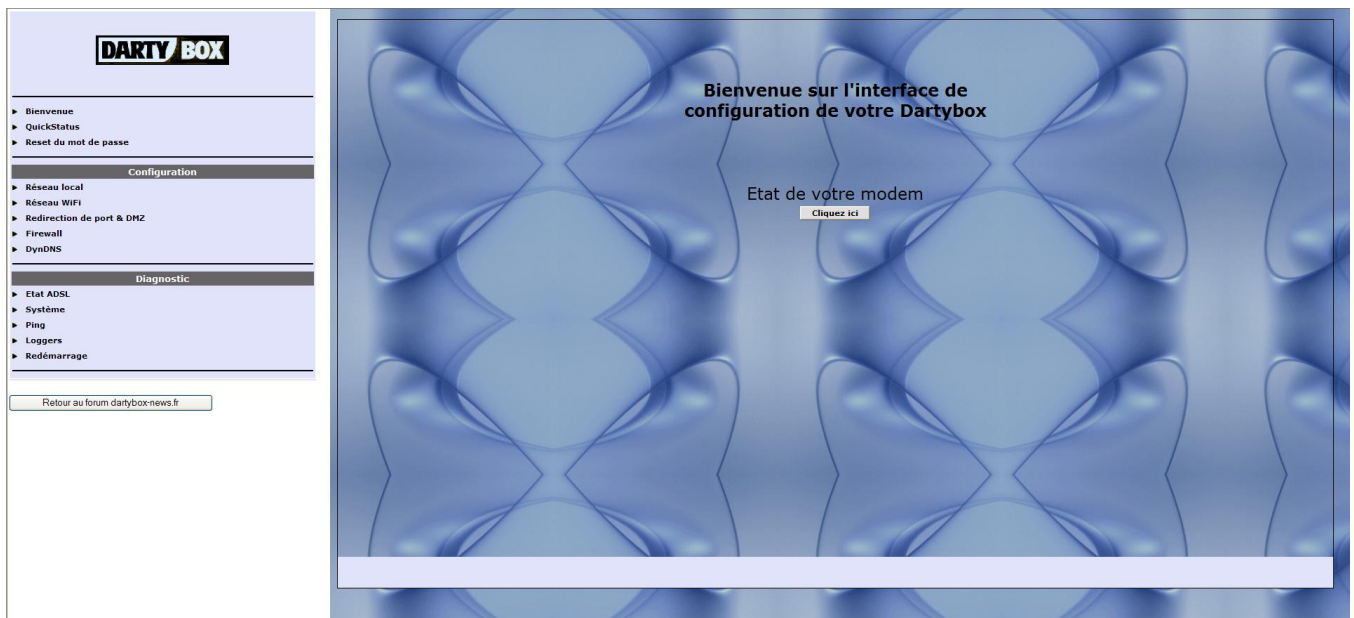 DARTY BOX
Bienvenue
QuickStatus
Reset du mot de passe
Configuration
Réseau local
Réseau WiFi
Redirection de port & DMZ
Firewall
DynDNS
Diagnostic
Etat ADSL
Système
Ping
Loggers
Redémarrage
Retour au forum dartybox-news.fr
Bienvenue sur l'interface de
configuration de votre Dartybox
Etat de votre modem
Cliquez ici